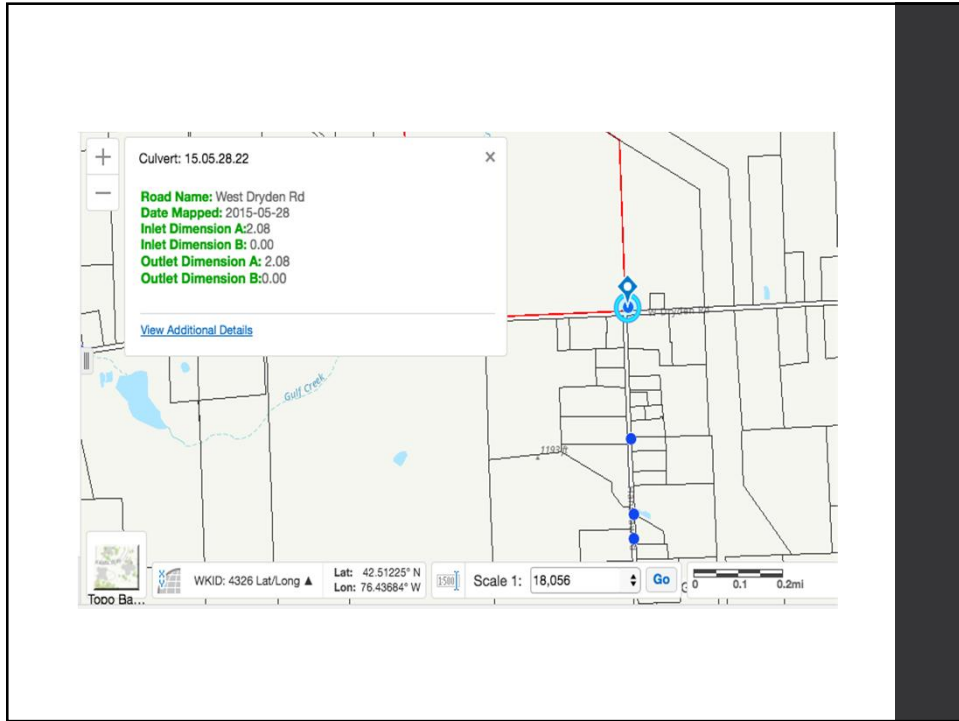 Culvert: 15.05.28.22
Road Name: West Dryden Rd
Date Mapped: 2015-05-28
Inlet Dimension A:2.08
Inlet Dimension B: 0.00
Outlet Dimension A: 2.08
Outlet Dimension B:0.00
View Additional Details
W Dryden Rd
Gulf Creek
1193 ft
Topo Ba...
WKID: 4326 Lat/Long ▲
Lat: 42.51225° N
Lon: 76.43684° W
1500
Scale 1: 18,056
Go
0 0.1 0.2mi